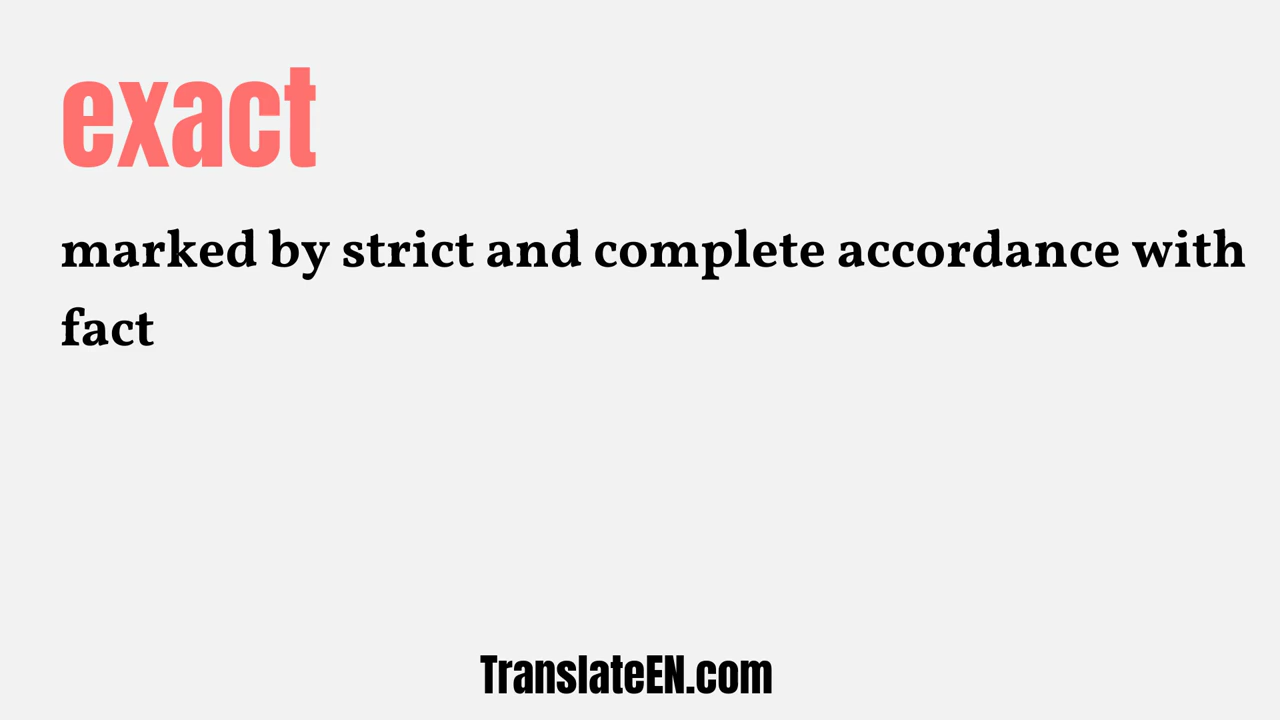 exact
marked by strict and complete accordance with
fact
TranslateEN.com